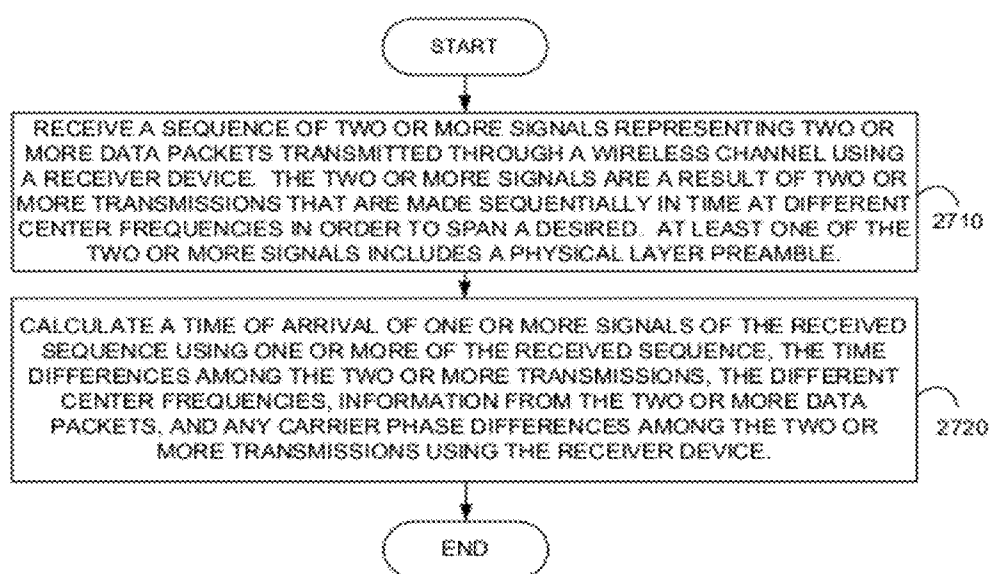 START
RECEIVE A SEQUENCE OF TWO OR MORE SIGNALS REPRESENTING TWO OR
MORE DATA PACKETS TRANSMITTED THROUGH A WIRELESS CHANNEL USING
A RECEIVER DEVICE. THE TWO OR MORE SIGNALS ARE A RESULT OF TWO OR
MORE TRANSMISSIONS THAT ARE MADE SEQUENTIALLY IN TIME AT DIFFERENT
CENTER FREQUENCIES IN ORDER TO SPAN A DESIRED. AT LEAST ONE OF THE
TWO OR MORE SIGNALS INCLUDES A PHYSICAL LAYER PREAMBLE.
2710
CALCULATE A TIME OF ARRIVAL OF ONE OR MORE SIGNALS OF THE RECEIVED
SEQUENCE USING ONE OR MORE OF THE RECEIVED SEQUENCE, THE TIME
DIFFERENCES AMONG THE TWO OR MORE TRANSMISSIONS, THE DIFFERENT
CENTER FREQUENCIES, INFORMATION FROM THE TWO OR MORE DATA
PACKETS, AND ANY CARRIER PHASE DIFFERENCES AMONG THE TWO OR
MORE TRANSMISSIONS USING THE RECEIVER DEVICE.
2720
END